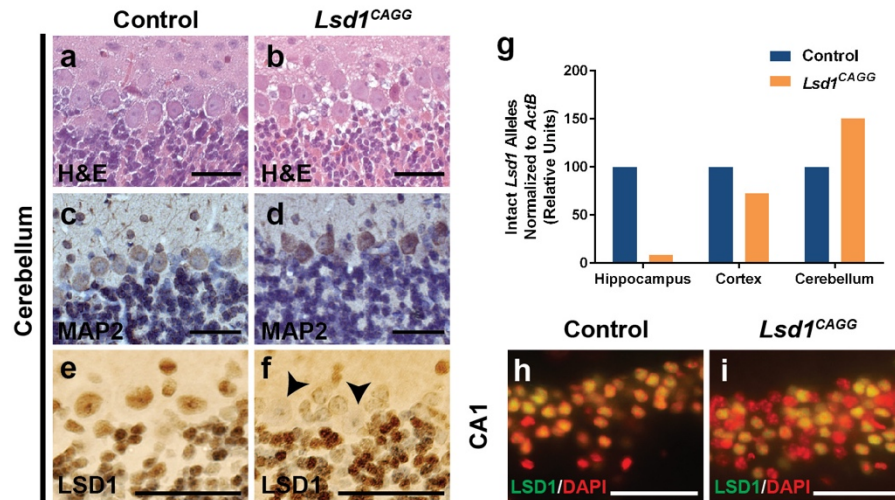 Control
Lsd1CAGG
Cerebellum
a
H&E
b
H&E
c
MAP2
d
MAP2
e
LSD1
f
LSD1
g
Control
Lsd1CAGG
Intact Lsd1 Alleles
Normalized to ActB
(Relative Units)
200
150
100
50
0
Hippocampus
Cortex
Cerebellum
Control
Lsd1CAGG
CA1
h
LSD1/DAPI
i
LSD1/DAPI